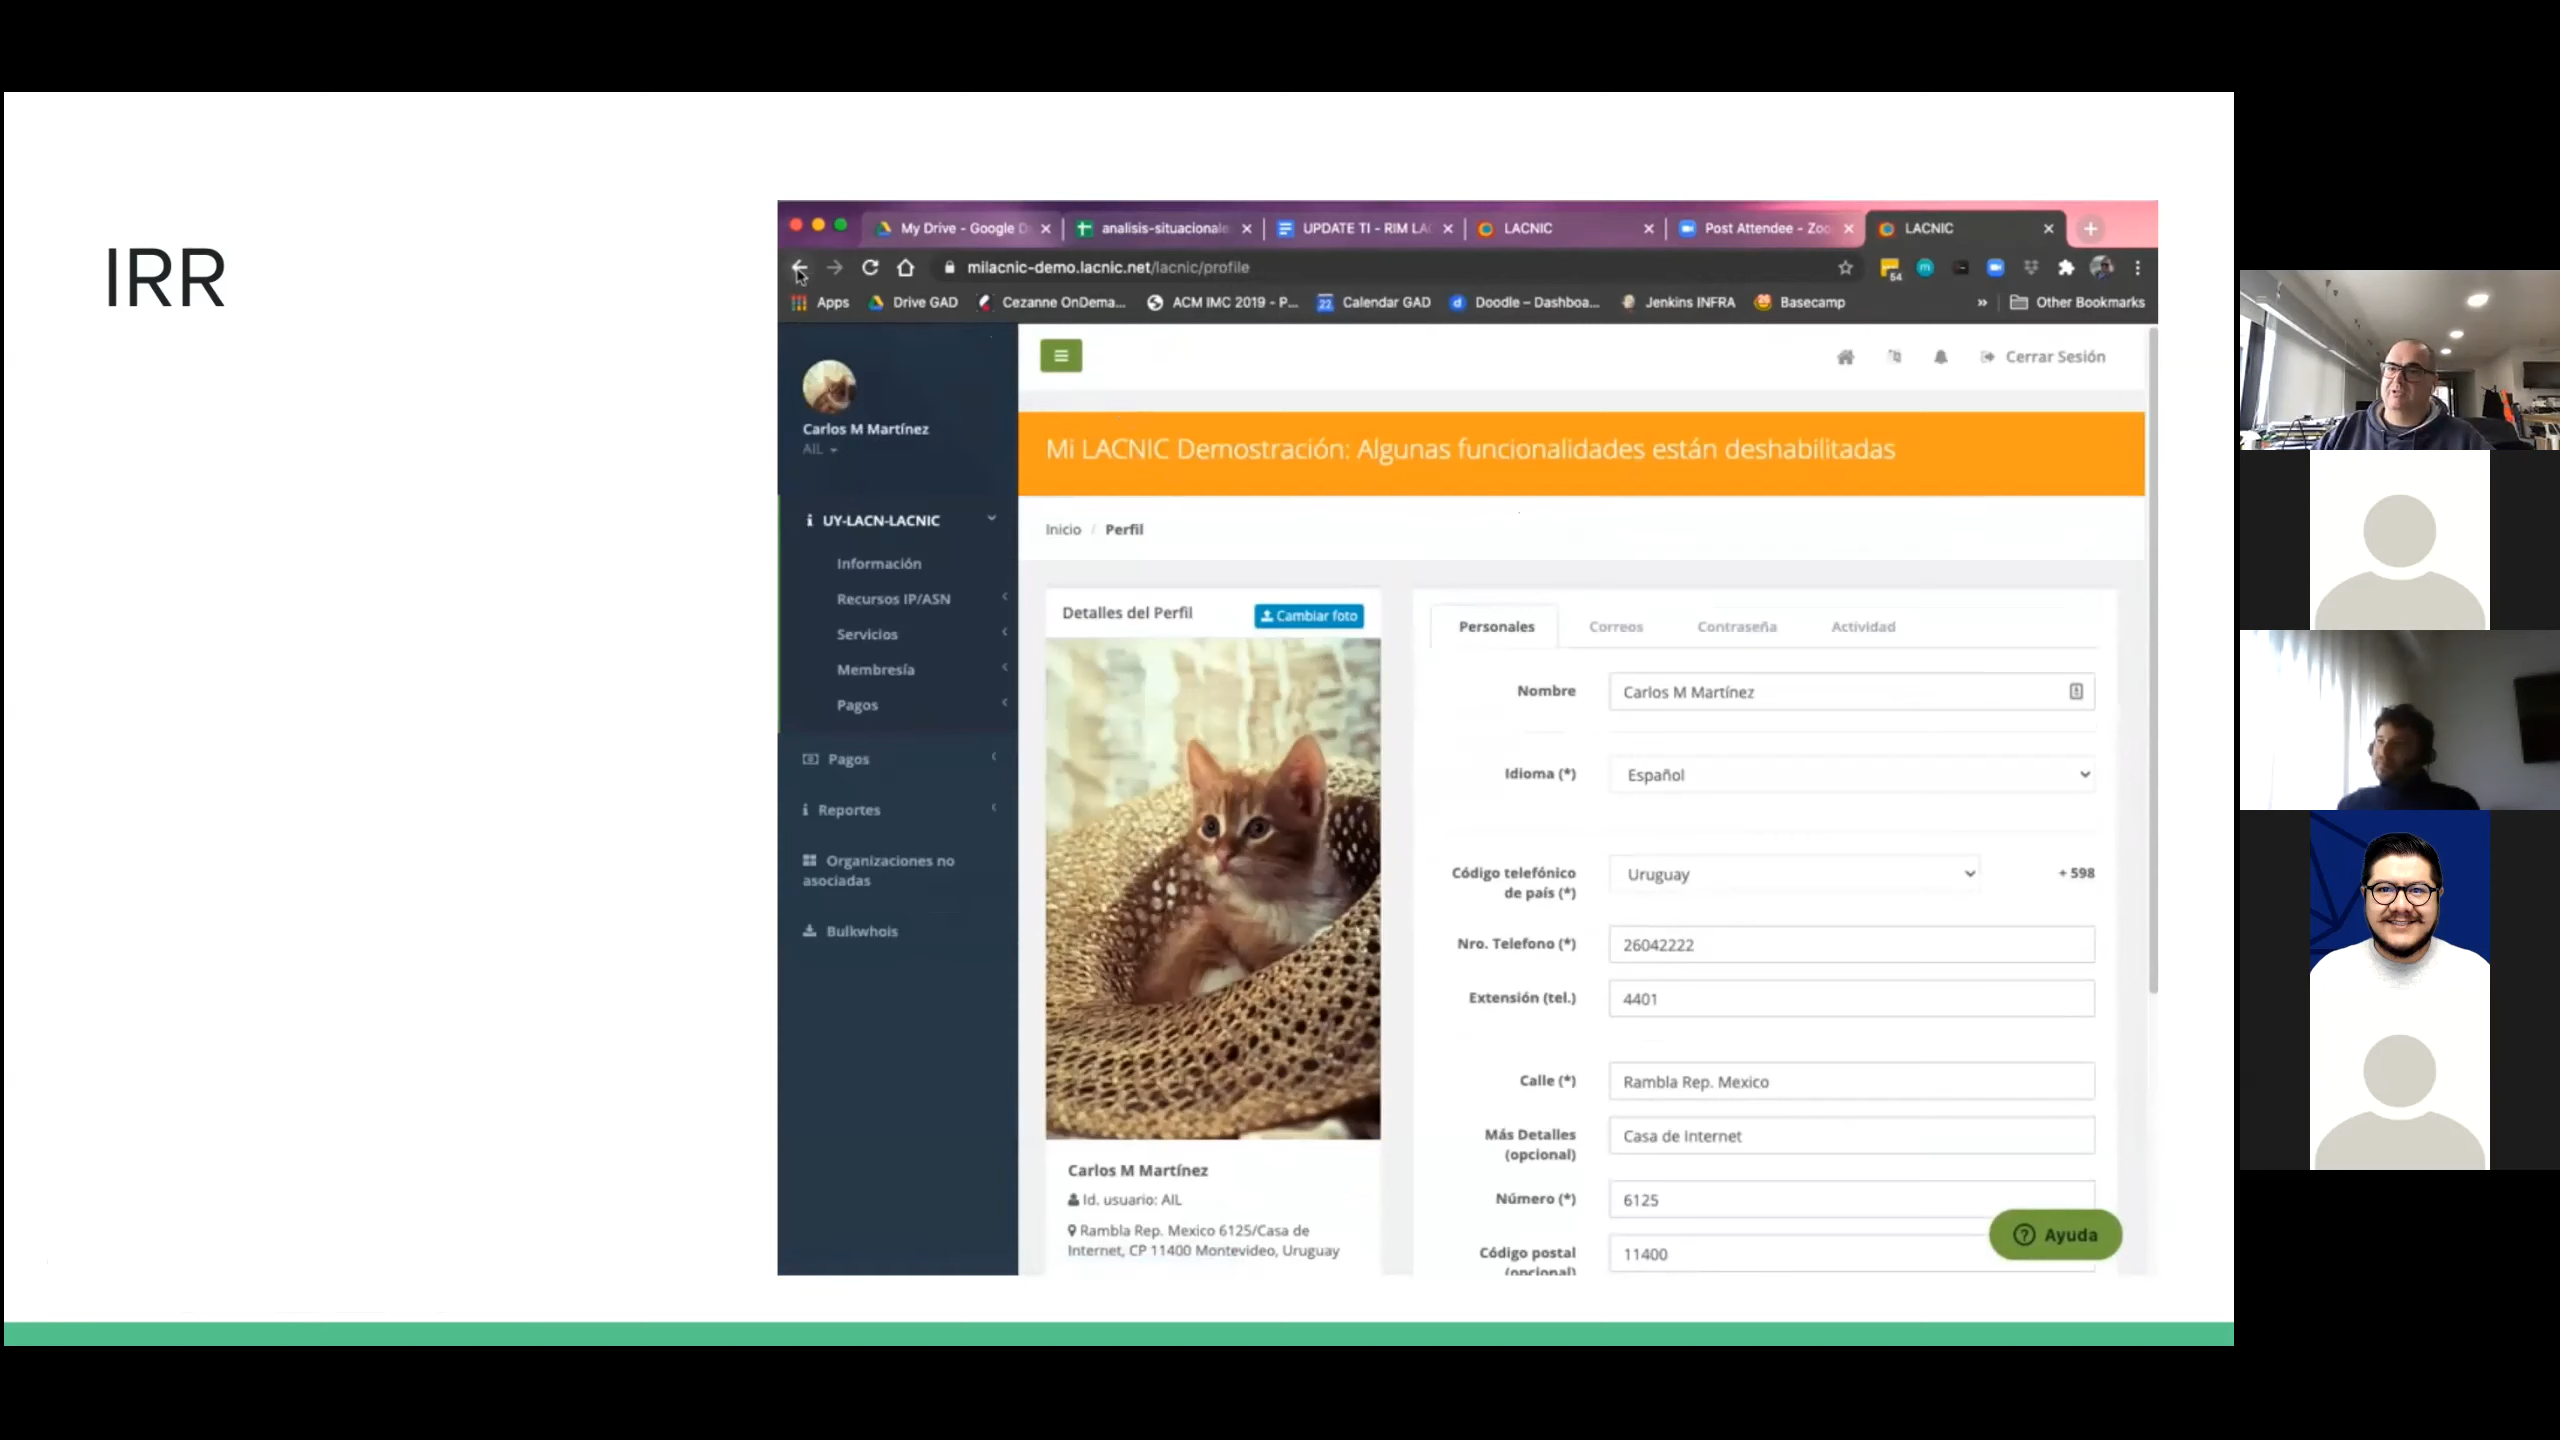 IRR
My Drive - Google D
analisis-situacionale
UPDATE TI - RIM LAC
LACNIC
Post Attendee - Zoo
LACNIC
milacnic-demo.lacnic.net/lacnic/profile
54
Apps
Drive GAD
Cezanne OnDema...
ACM IMC 2019 - P...
22
Calendar GAD
Doodle – Dashboa...
Jenkins INFRA
Basecamp
»
Other Bookmarks
Carlos M Martínez
AIL
UY-LACN-LACNIC
Información
Recursos IP/ASN
Servicios
Membresía
Pagos
Pagos
Reportes
Organizaciones no
asociadas
Bulkwhois
Cerrar Sesión
Mi LACNIC Demostración: Algunas funcionalidades están deshabilitadas
Inicio / Perfil
Detalles del Perfil
Cambiar foto
Carlos M Martínez
Id. usuario: AIL
Rambla Rep. Mexico 6125/Casa de
Internet, CP 11400 Montevideo, Uruguay
Personales
Correos
Contraseña
Actividad
Nombre
Carlos M Martínez
Idioma (*)
Español
Código telefónico
de país (*)
Uruguay
+ 598
Nro. Telefono (*)
26042222
Extensión (tel.)
4401
Calle (*)
Rambla Rep. Mexico
Más Detalles
(opcional)
Casa de Internet
Número (*)
6125
Código postal
(opcional)
11400
Ayuda